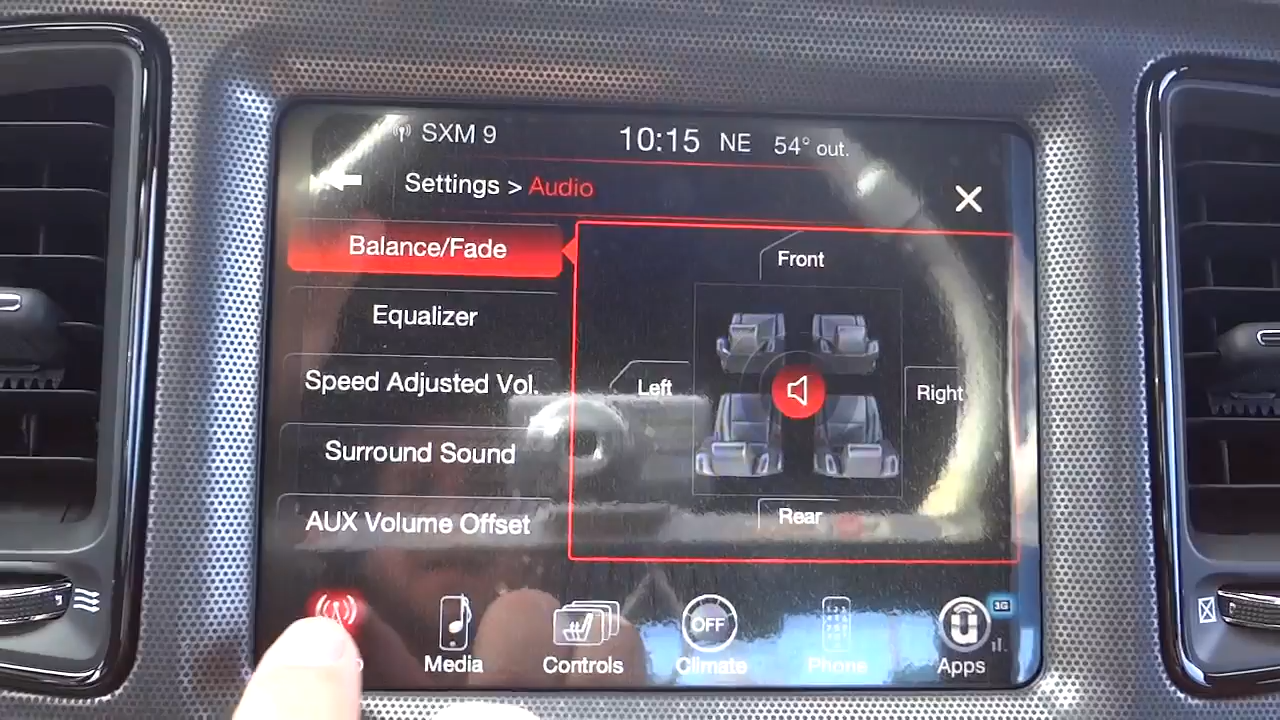 SXM 9 10:15 NE 54° out.
Settings > Audio
Balance/Fade
Front
Equalizer
Speed Adjusted Vol.
Left
Right
Surround Sound
Rear
AUX Volume Offset
OFF
3G
Media Controls Climate Phone Apps